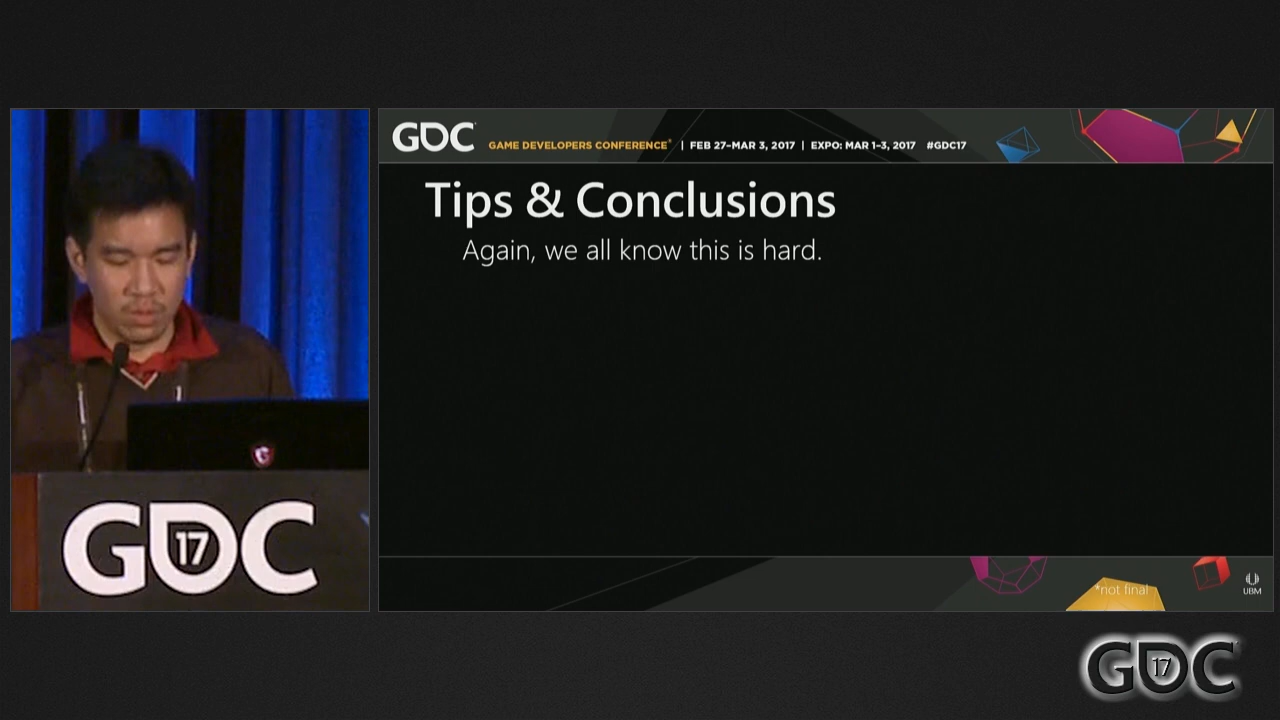 GDC
GAME DEVELOPERS CONFERENCE® | FEB 27–MAR 3, 2017 | EXPO: MAR 1–3, 2017 #GDC17
Tips & Conclusions
Again, we all know this is hard.
*not final
UBM
GDC
17
GDC
17